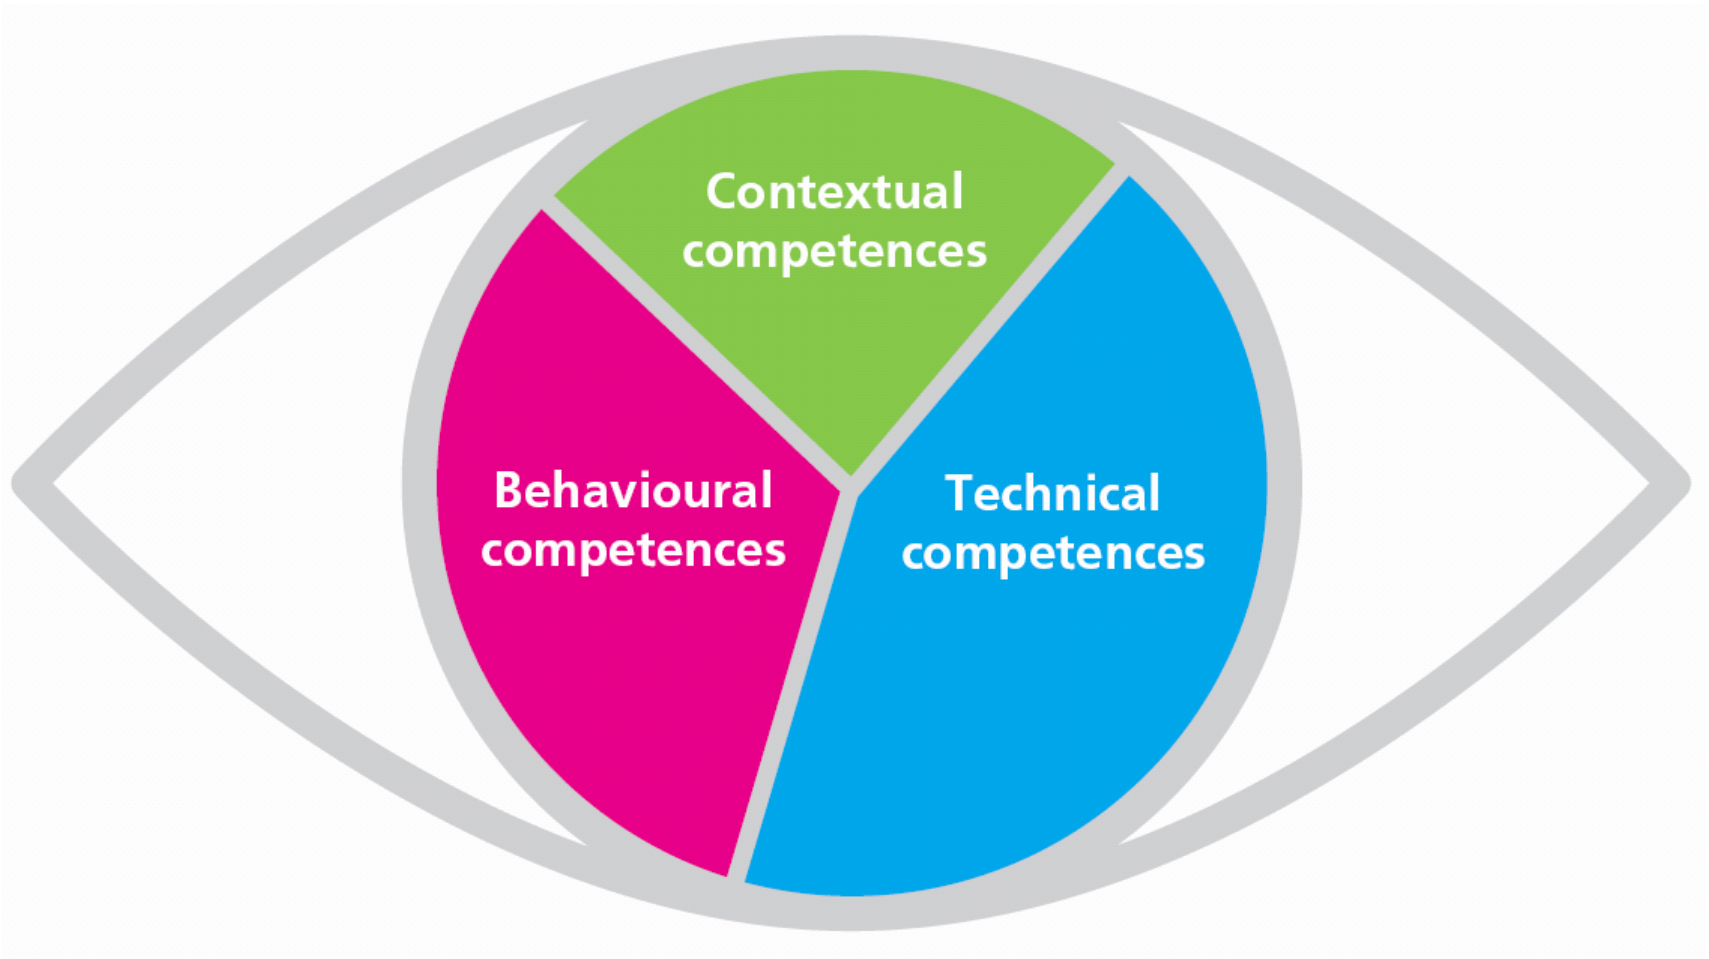 Contextual
competences
Behavioural
competences
Technical
competences